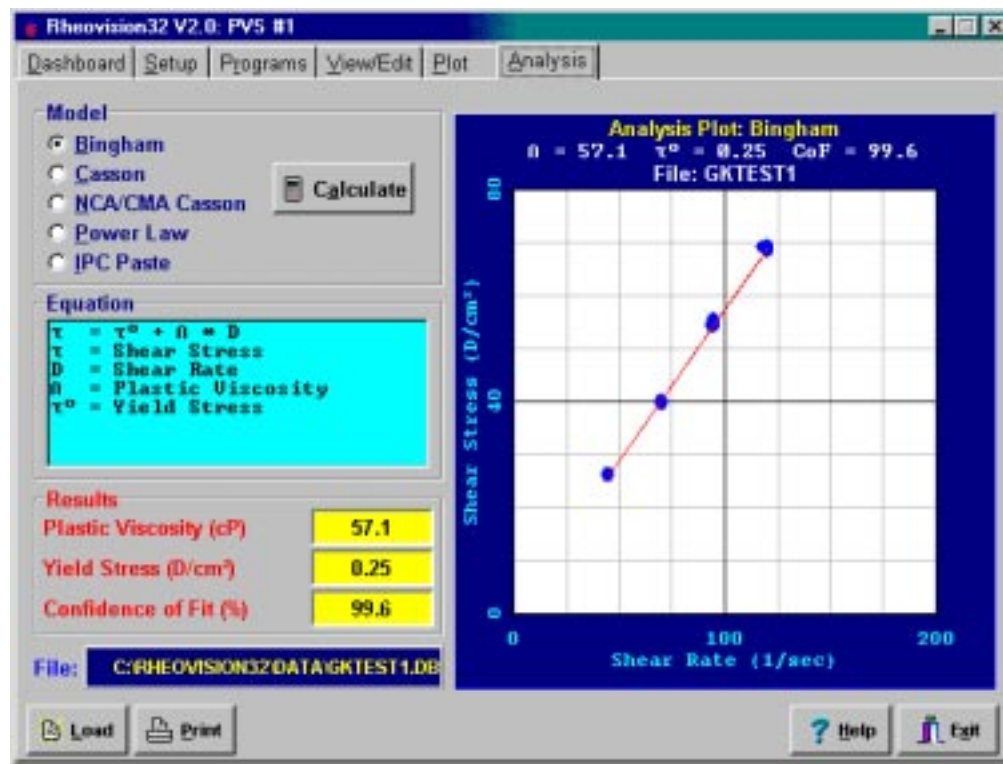 Rheovision32 V2.0: PV5 #1
Dashboard Setup Programs View/Edit Plot Analysis
Model
Bingham
Casson
NCA/CMA Casson
Power Law
IPC Paste
Calculate
Equation
τ = τº + η * D
τ = Shear Stress
D = Shear Rate
η = Plastic Viscosity
τº = Yield Stress
Results
Plastic Viscosity (cP) 57.1
Yield Stress (D/cm²) 0.25
Confidence of Fit (%) 99.6
File: C:\RHEOVISION32\DATA\GKTEST1.DB
Load Print
Analysis Plot: Bingham
η = 57.1 τº = 0.25 CoF = 99.6
File: GKTEST1
80
40
0
Shear Stress (D/cm²)
0 100 200
Shear Rate (1/sec)
Help Exit